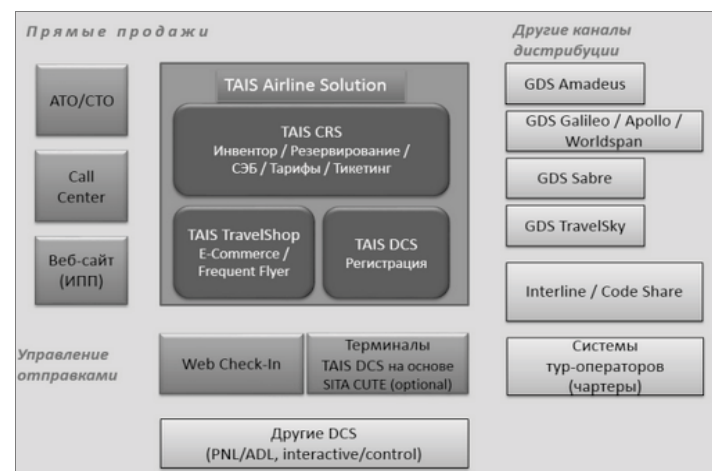 Прямые продажи
АТО/СТО
Call
Center
Веб-сайт
(ИПП)
TAIS Airline Solution
TAIS CRS
Инвентор / Резервирование /
СЭБ / Тарифы / Тикетинг
TAIS TravelShop
E-Commerce /
Frequent Flyer
TAIS DCS
Регистрация
Другие каналы
дистрибуции
GDS Amadeus
GDS Galileo / Apollo /
Worldspan
GDS Sabre
GDS TravelSky
Interline / Code Share
Системы
тур-операторов
(чартеры)
Управление
отправками
Web Check-In
Терминалы
TAIS DCS на основе
SITA CUTE (optional)
Другие DCS
(PNL/ADL, interactive/control)